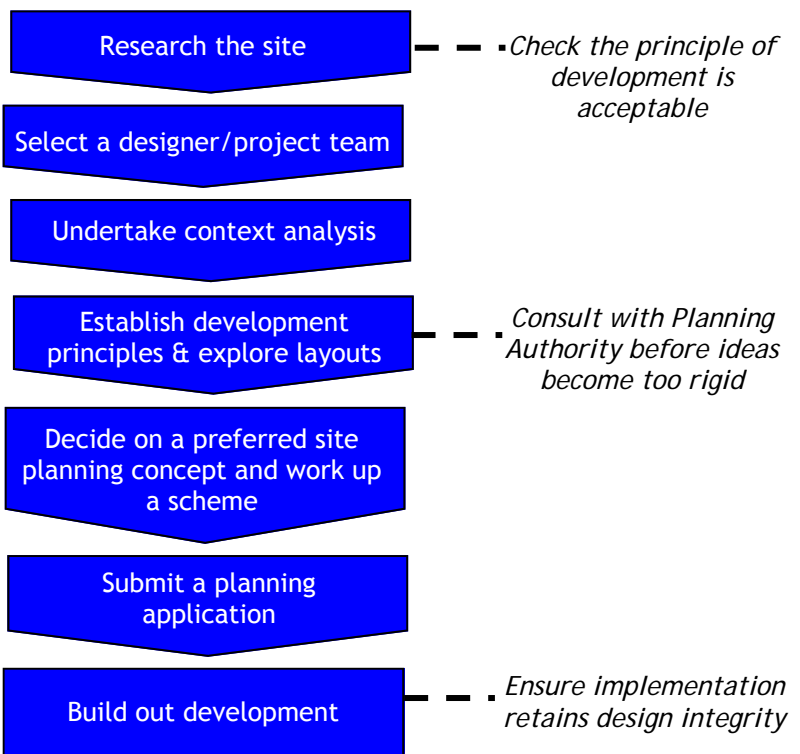 Research the site
Check the principle of
development is
acceptable
Select a designer/project team
Undertake context analysis
Establish development
principles & explore layouts
Consult with Planning
Authority before ideas
become too rigid
Decide on a preferred site
planning concept and work up
a scheme
Submit a planning
application
Build out development
Ensure implementation
retains design integrity